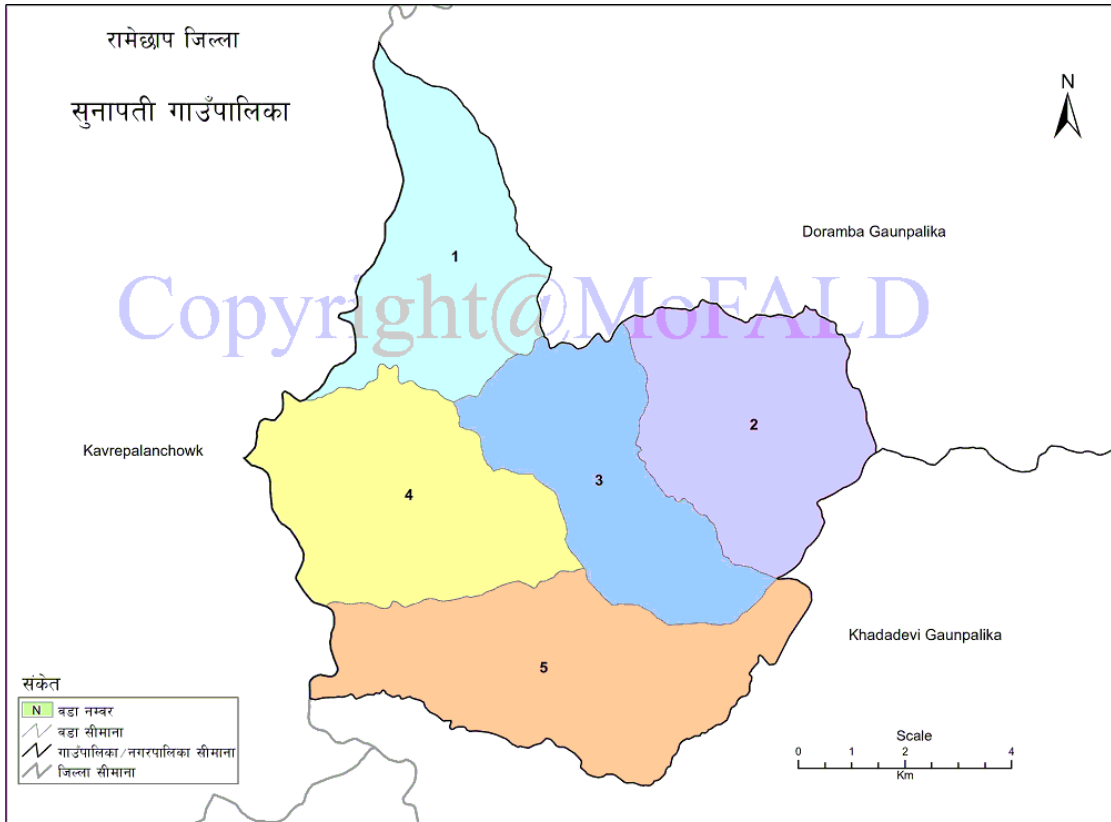 रामेछाप जिल्ला
सुनापती गाउँपालिका
N
Doramba Gaunpalika
1
Copyright@MoFALD
2
Kavrepalanchowk
3
4
Khadadevi Gaunpalika
5
संकेत
N वडा नम्बर
वडा सीमाना
गाउँपालिका/नगरपालिका सीमाना
जिल्ला सीमाना
Scale
0 1 2 4
Km